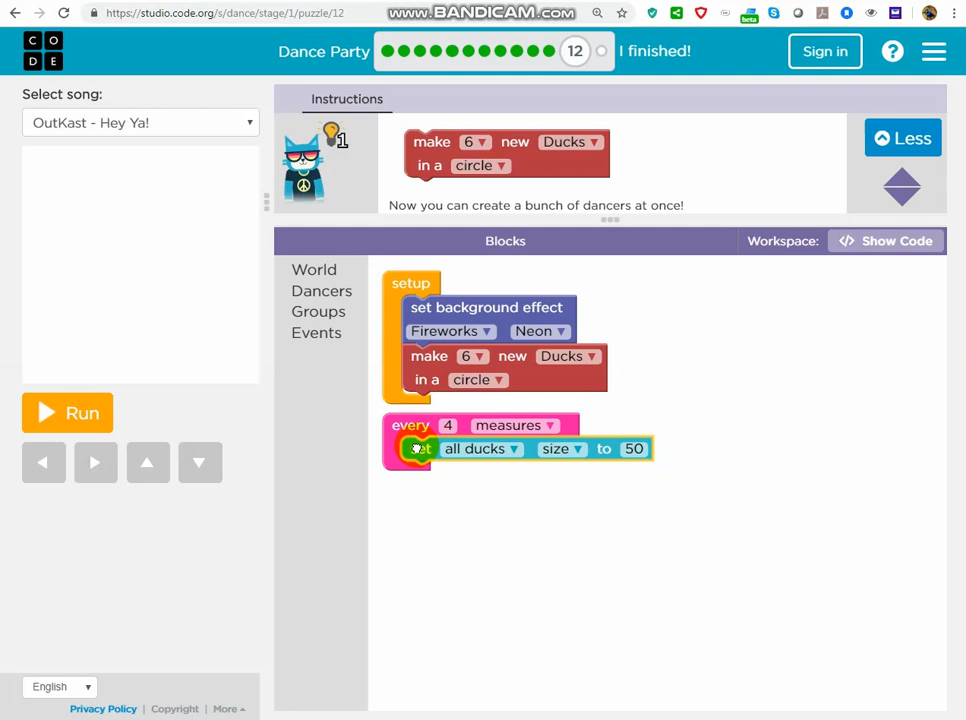 https://studio.code.org/s/dance/stage/1/puzzle/12
WWW.BANDICAM.COM
beta
C O
D E
Dance Party
12
I finished!
Sign in
?
Select song:
OutKast - Hey Ya!
Instructions
1
make 6 new Ducks
in a circle
Now you can create a bunch of dancers at once!
Less
Blocks
Workspace:
</> Show Code
World
Dancers
Groups
Events
setup
set background effect
Fireworks Neon
make 6 new Ducks
in a circle
every 4 measures
set all ducks size to 50
Run
English
Privacy Policy | Copyright | More